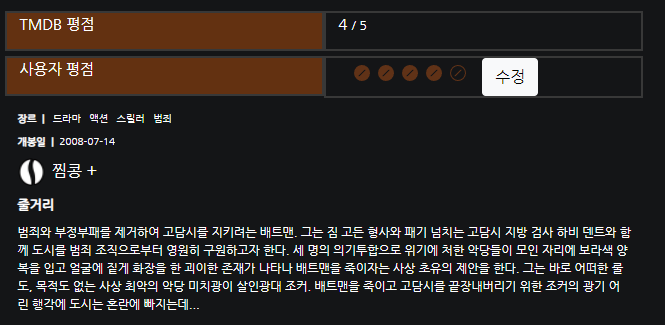 TMDB 평점 4 / 5
사용자 평점 수정
장르 | 드라마 액션 스릴러 범죄
개봉일 | 2008-07-14
찜콩 +
줄거리
범죄와 부정부패를 제거하여 고담시를 지키려는 배트맨. 그는 짐 고든 형사와 패기 넘치는 고담시 지방 검사 하비 덴트와 함
께 도시를 범죄 조직으로부터 영원히 구원하고자 한다. 세 명의 의기투합으로 위기에 처한 악당들이 모인 자리에 보라색 양
복을 입고 얼굴에 짙게 화장을 한 괴이한 존재가 나타나 배트맨을 죽이자는 사상 초유의 제안을 한다. 그는 바로 어떠한 룰
도, 목적도 없는 사상 최악의 악당 미치광이 살인광대 조커. 배트맨을 죽이고 고담시를 끝장내버리기 위한 조커의 광기 어
린 행각에 도시는 혼란에 빠지는데...